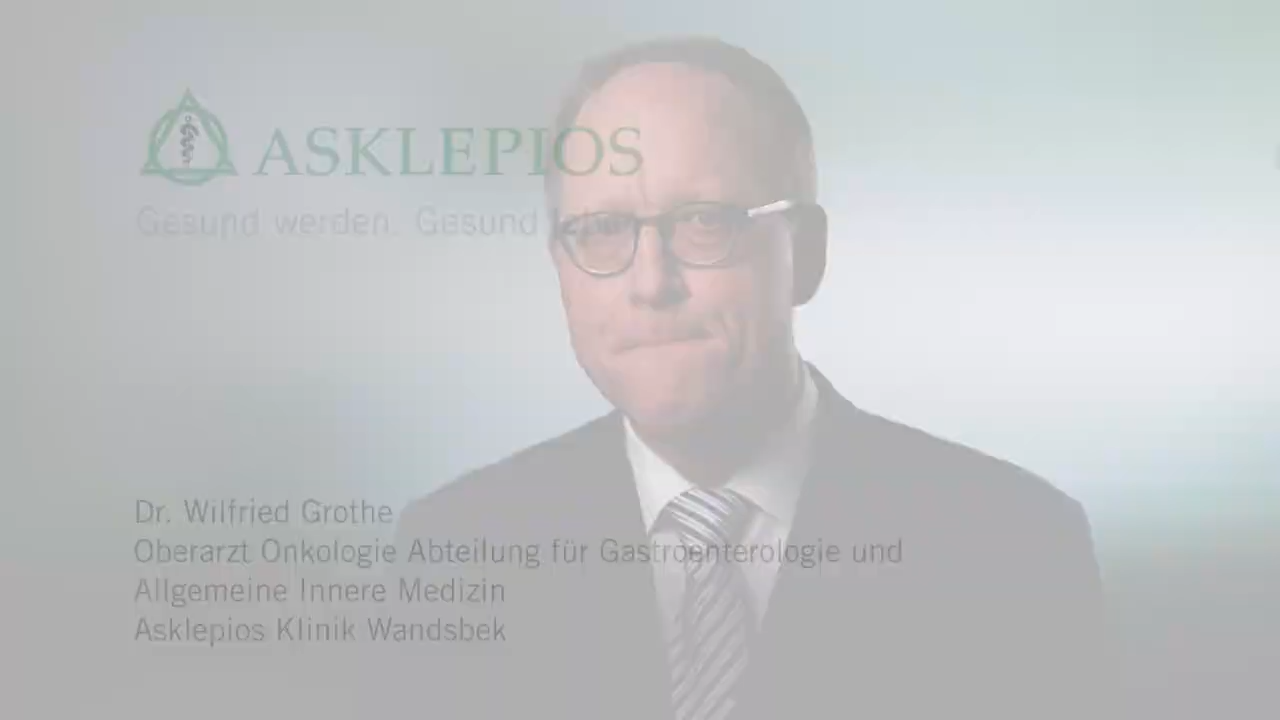 ASKLEPIOS
Gesund werden. Gesund leben.
Dr. Wilfried Grothe
Oberarzt Onkologie Abteilung für Gastroenterologie und
Allgemeine Innere Medizin
Asklepios Klinik Wandsbek